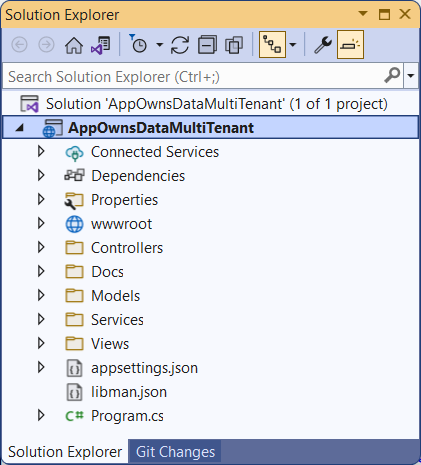 Solution Explorer
Search Solution Explorer (Ctrl+;)
Solution 'AppOwnsDataMultiTenant' (1 of 1 project)
AppOwnsDataMultiTenant
Connected Services
Dependencies
Properties
wwwroot
Controllers
Docs
Models
Services
Views
appsettings.json
libman.json
C# Program.cs
Solution Explorer Git Changes